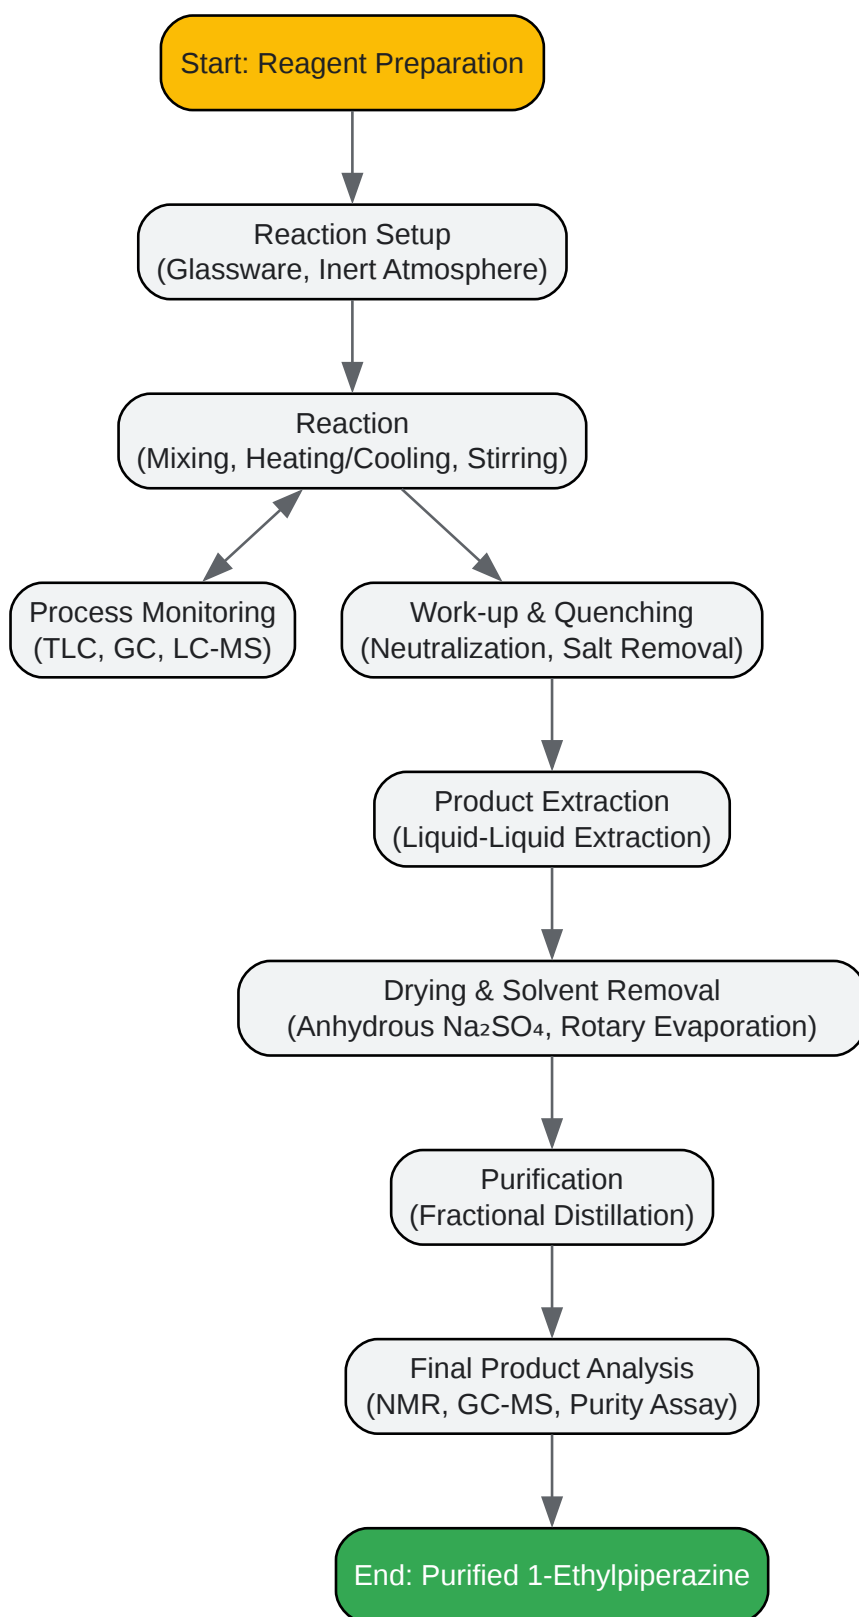 Start: Reagent Preparation
Reaction Setup
(Glassware, Inert Atmosphere)
Reaction
(Mixing, Heating/Cooling, Stirring)
Process Monitoring
(TLC, GC, LC-MS)
Work-up & Quenching
(Neutralization, Salt Removal)
Product Extraction
(Liquid-Liquid Extraction)
Drying & Solvent Removal
(Anhydrous Na₂SO₄, Rotary Evaporation)
Purification
(Fractional Distillation)
Final Product Analysis
(NMR, GC-MS, Purity Assay)
End: Purified 1-Ethylpiperazine